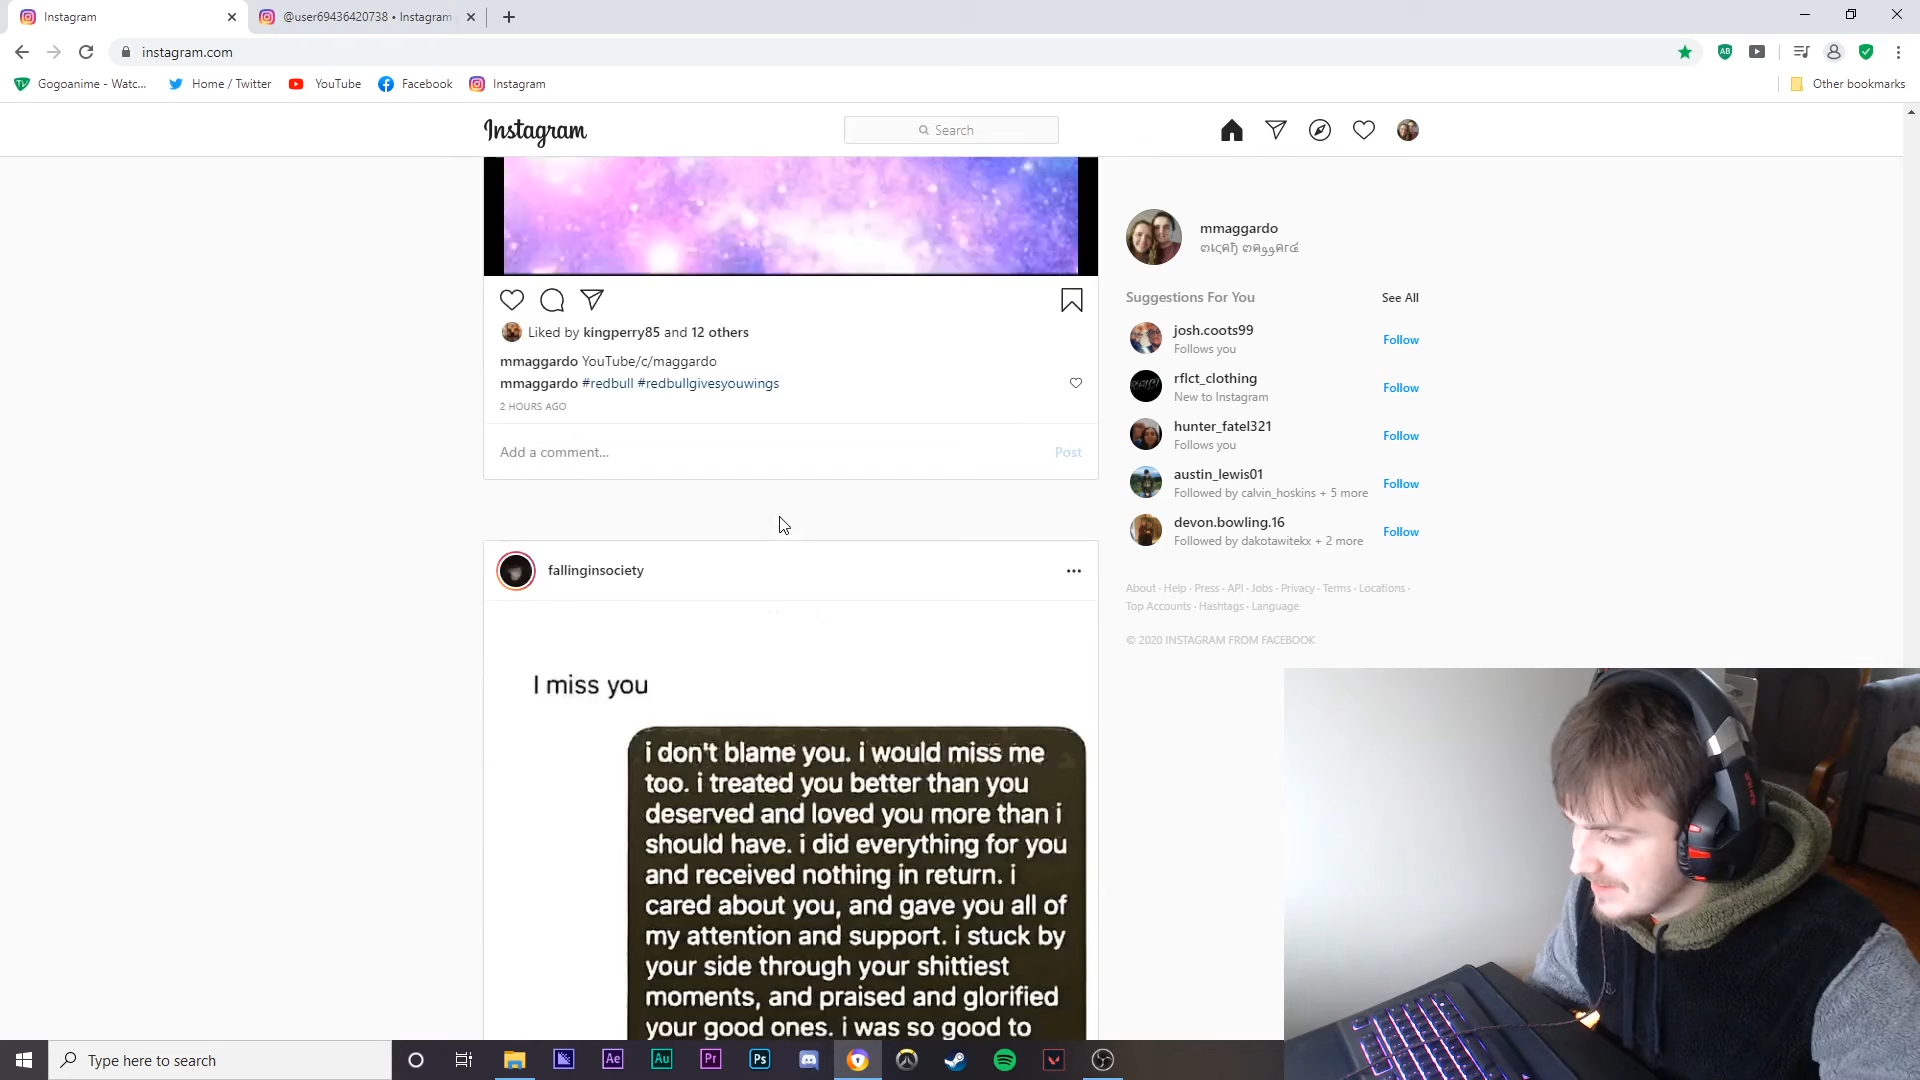 Instagram
@user69436420738 • Instagram
instagram.com
Gogoanime - Watc...
Home / Twitter
YouTube
Facebook
Instagram
Other bookmarks
Instagram
Search
Liked by kingperry85 and 12 others
mmaggardo YouTube/c/maggardo
mmaggardo #redbull #redbullgivesyouwings
2 HOURS AGO
Add a comment...
Post
fallinginsociety
I miss you
i don't blame you. i would miss me
too. i treated you better than you
deserved and loved you more than i
should have. i did everything for you
and received nothing in return. i
cared about you, and gave you all of
my attention and support. i stuck by
your side through your shittiest
moments, and praised and glorified
your good ones. i was so good to
mmaggardo
Suggestions For You
See All
josh.coots99
Follows you
Follow
rflct_clothing
New to Instagram
Follow
hunter_fatel321
Follows you
Follow
austin_lewis01
Followed by calvin_hoskins + 5 more
Follow
devon.bowling.16
Followed by dakotawitekx + 2 more
Follow
About · Help · Press · API · Jobs · Privacy · Terms · Locations ·
Top Accounts · Hashtags · Language
© 2020 INSTAGRAM FROM FACEBOOK
Type here to search
Ae
Au
Pr
Ps